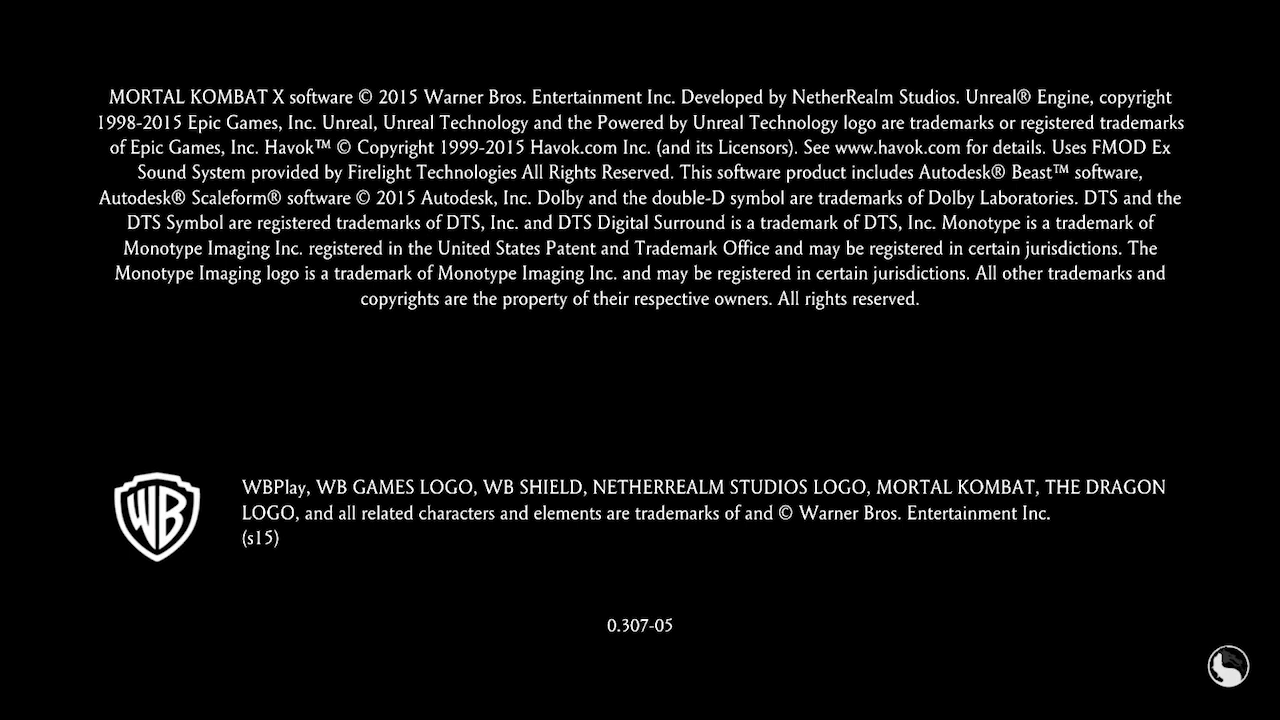 MORTAL KOMBAT X software © 2015 Warner Bros. Entertainment Inc. Developed by NetherRealm Studios. Unreal® Engine, copyright
1998-2015 Epic Games, Inc. Unreal, Unreal Technology and the Powered by Unreal Technology logo are trademarks or registered trademarks
of Epic Games, Inc. Havok™ © Copyright 1999-2015 Havok.com Inc. (and its Licensors). See www.havok.com for details. Uses FMOD Ex
Sound System provided by Firelight Technologies All Rights Reserved. This software product includes Autodesk® Beast™ software,
Autodesk® Scaleform® software © 2015 Autodesk, Inc. Dolby and the double-D symbol are trademarks of Dolby Laboratories. DTS and the
DTS Symbol are registered trademarks of DTS, Inc. and DTS Digital Surround is a trademark of DTS, Inc. Monotype is a trademark of
Monotype Imaging Inc. registered in the United States Patent and Trademark Office and may be registered in certain jurisdictions. The
Monotype Imaging logo is a trademark of Monotype Imaging Inc. and may be registered in certain jurisdictions. All other trademarks and
copyrights are the property of their respective owners. All rights reserved.
WB
WBPlay, WB GAMES LOGO, WB SHIELD, NETHERREALM STUDIOS LOGO, MORTAL KOMBAT, THE DRAGON
LOGO, and all related characters and elements are trademarks of and © Warner Bros. Entertainment Inc.
(s15)
0.307-05